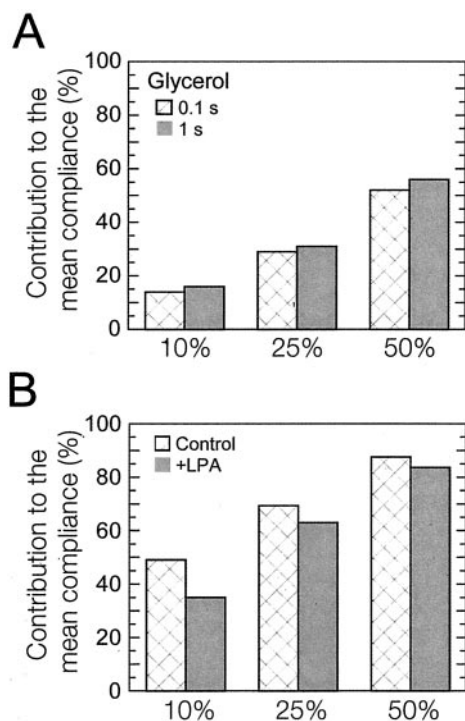 A
Contribution to the
mean compliance (%)
100
80
60
40
20
0
Glycerol
0.1 s
1 s
10% 25% 50%
B
Contribution to the
mean compliance (%)
100
80
60
40
20
0
Control
+LPA
10% 25% 50%